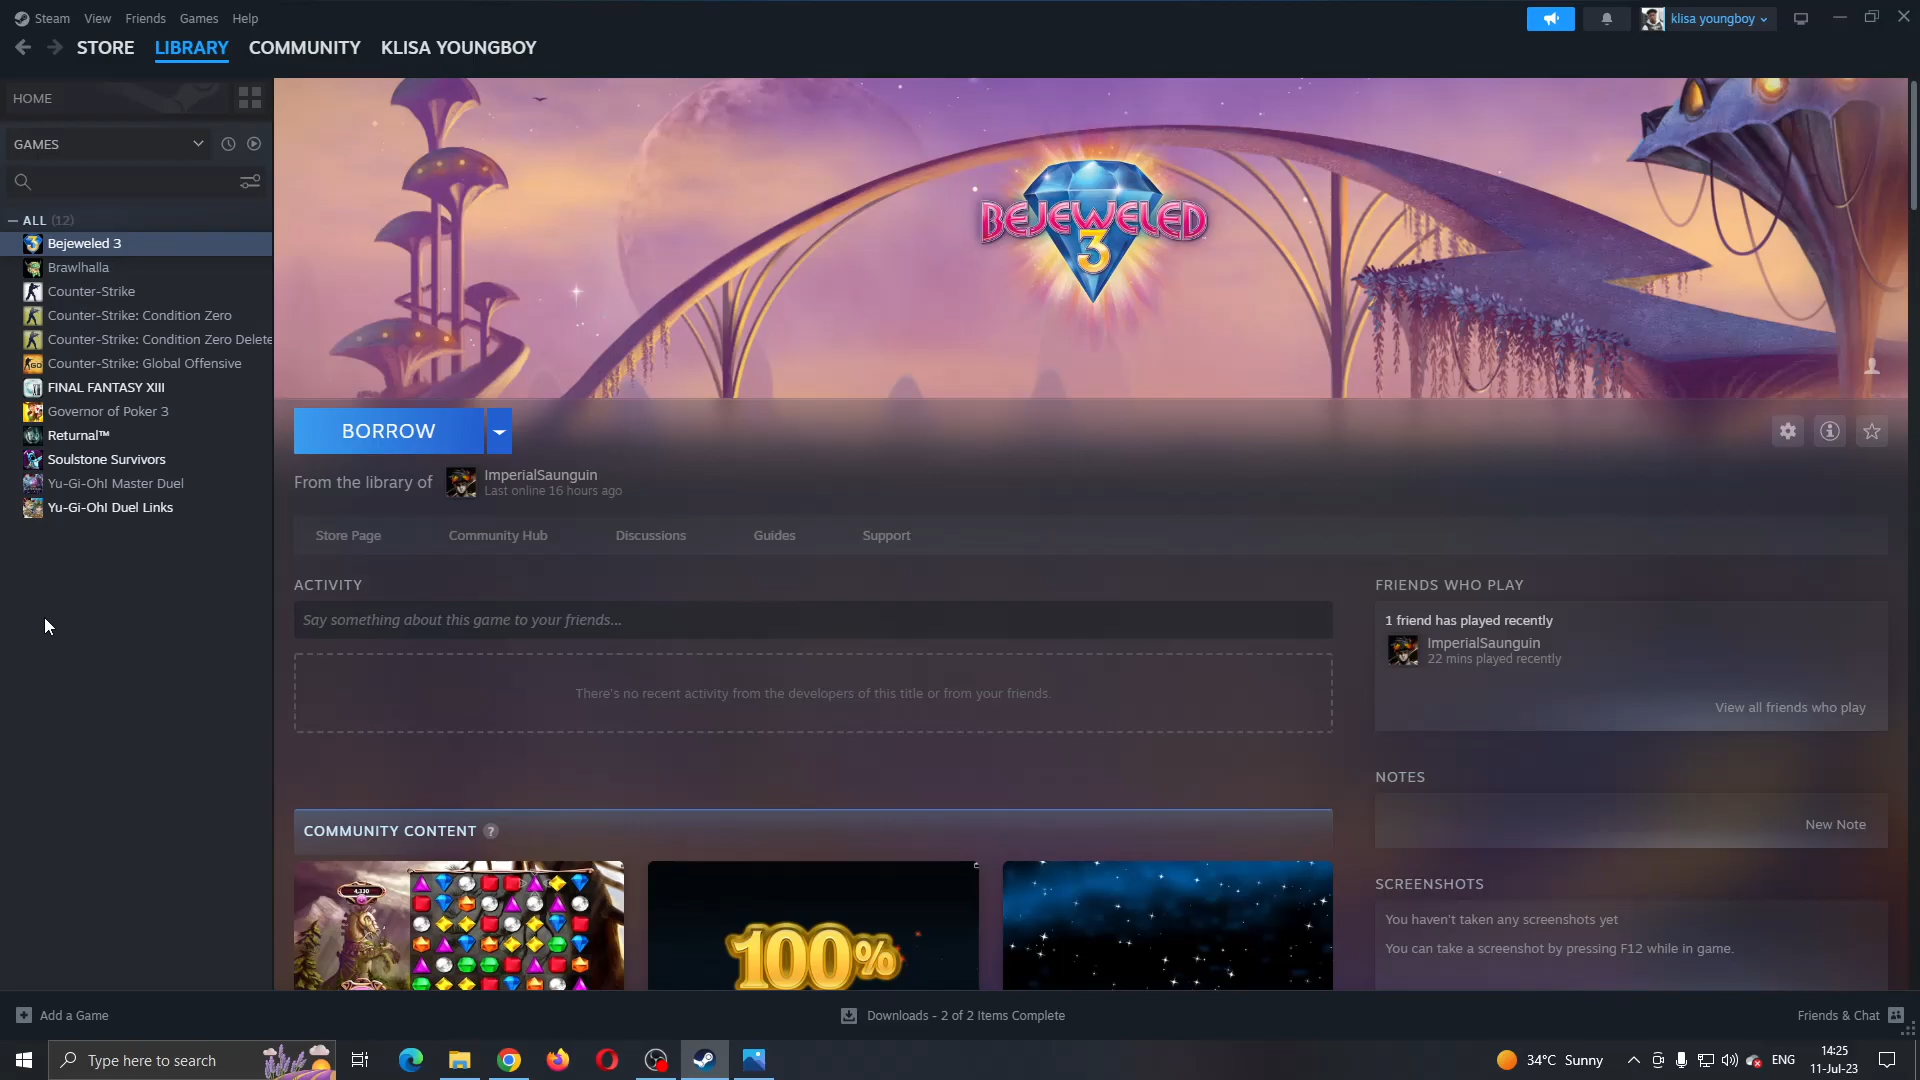 Steam View Friends Games Help
klisa youngboy
STORE LIBRARY COMMUNITY KLISA YOUNGBOY
HOME
GAMES
ALL (12)
Bejeweled 3
Brawlhalla
Counter-Strike
Counter-Strike: Condition Zero
Counter-Strike: Condition Zero Delete
Counter-Strike: Global Offensive
FINAL FANTASY XIII
Governor of Poker 3
Returnal™
Soulstone Survivors
Yu-Gi-Oh! Master Duel
Yu-Gi-Oh! Duel Links
BEJEWELED
3
BORROW
From the library of
ImperialSaunguin
Last online 16 hours ago
Store Page Community Hub Discussions Guides Support
ACTIVITY
Say something about this game to your friends...
There's no recent activity from the developers of this title or from your friends.
FRIENDS WHO PLAY
1 friend has played recently
ImperialSaunguin
22 mins played recently
View all friends who play
NOTES
New Note
SCREENSHOTS
You haven't taken any screenshots yet
You can take a screenshot by pressing F12 while in game.
COMMUNITY CONTENT ?
4,330
100%
Add a Game
Downloads - 2 of 2 Items Complete
Friends & Chat
Type here to search
34°C Sunny
ENG
14:25
11-Jul-23